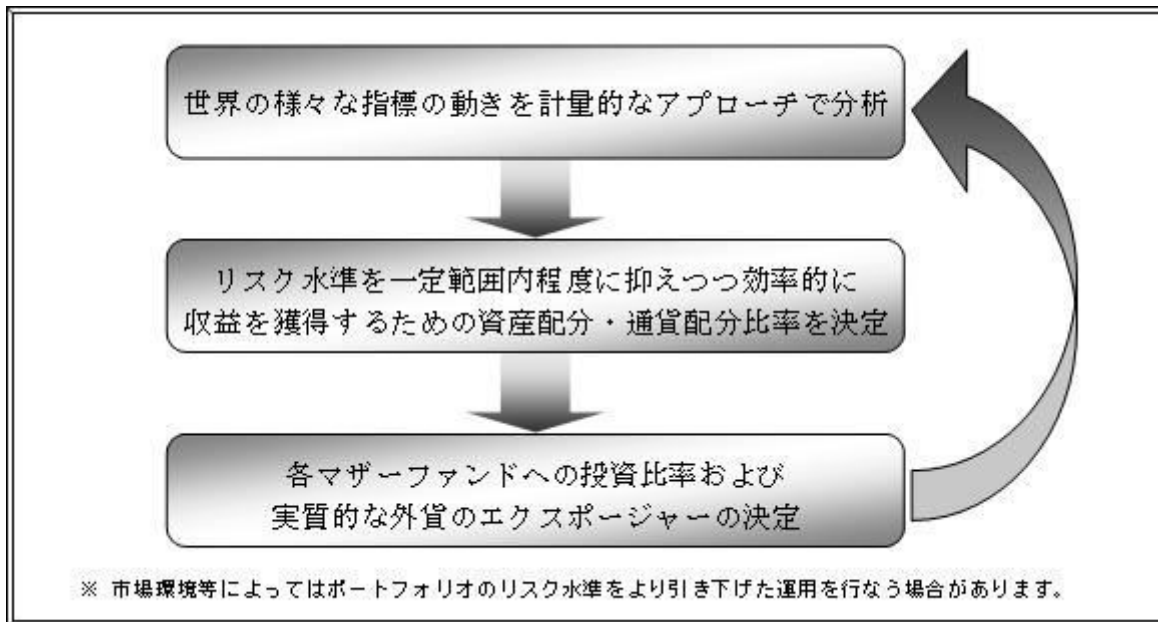 世界の様々な指標の動きを計量的なアプローチで分析
リスク水準を一定範囲内程度に抑えつつ効率的に
収益を獲得するための資産配分・通貨配分比率を決定
各マザーファンドへの投資比率および
実質的な外貨のエクスポージャーの決定
※ 市場環境等によってはポートフォリオのリスク水準をより引き下げた運用を行なう場合があります。